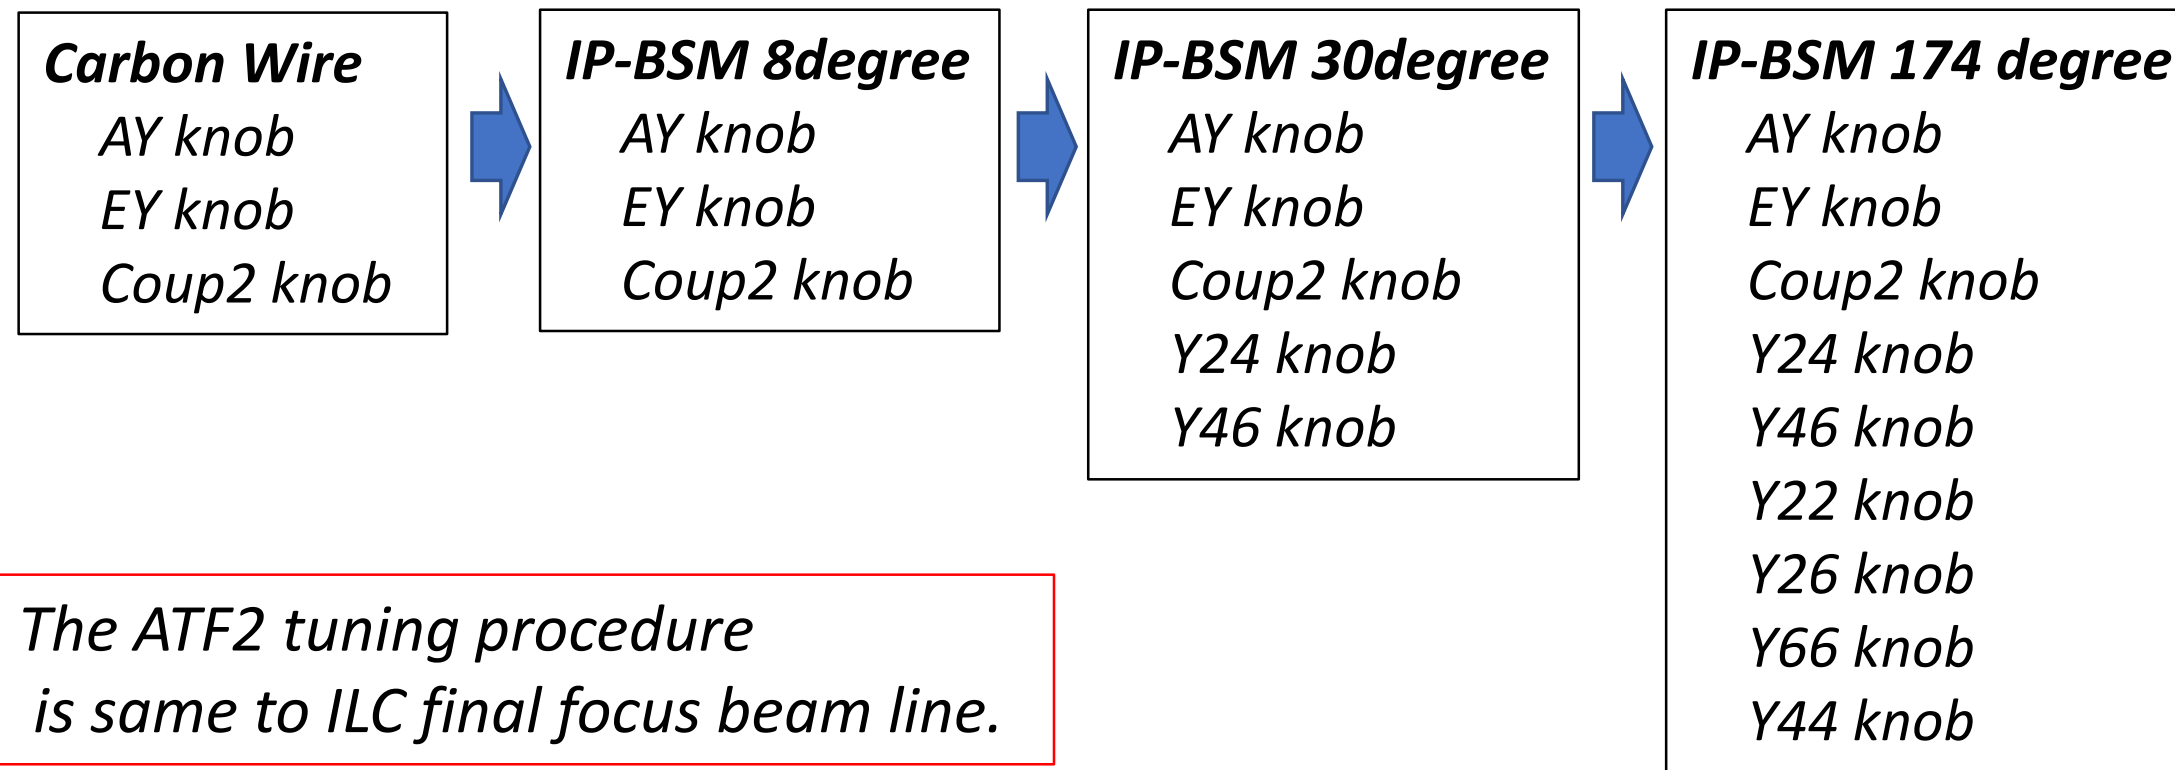 Carbon Wire
AY knob
EY knob
Coup2 knob
IP-BSM 8degree
AY knob
EY knob
Coup2 knob
IP-BSM 30degree
AY knob
EY knob
Coup2 knob
Y24 knob
Y46 knob
IP-BSM 174 degree
AY knob
EY knob
Coup2 knob
Y24 knob
Y46 knob
Y22 knob
Y26 knob
Y66 knob
Y44 knob
The ATF2 tuning procedure
is same to ILC final focus beam line.